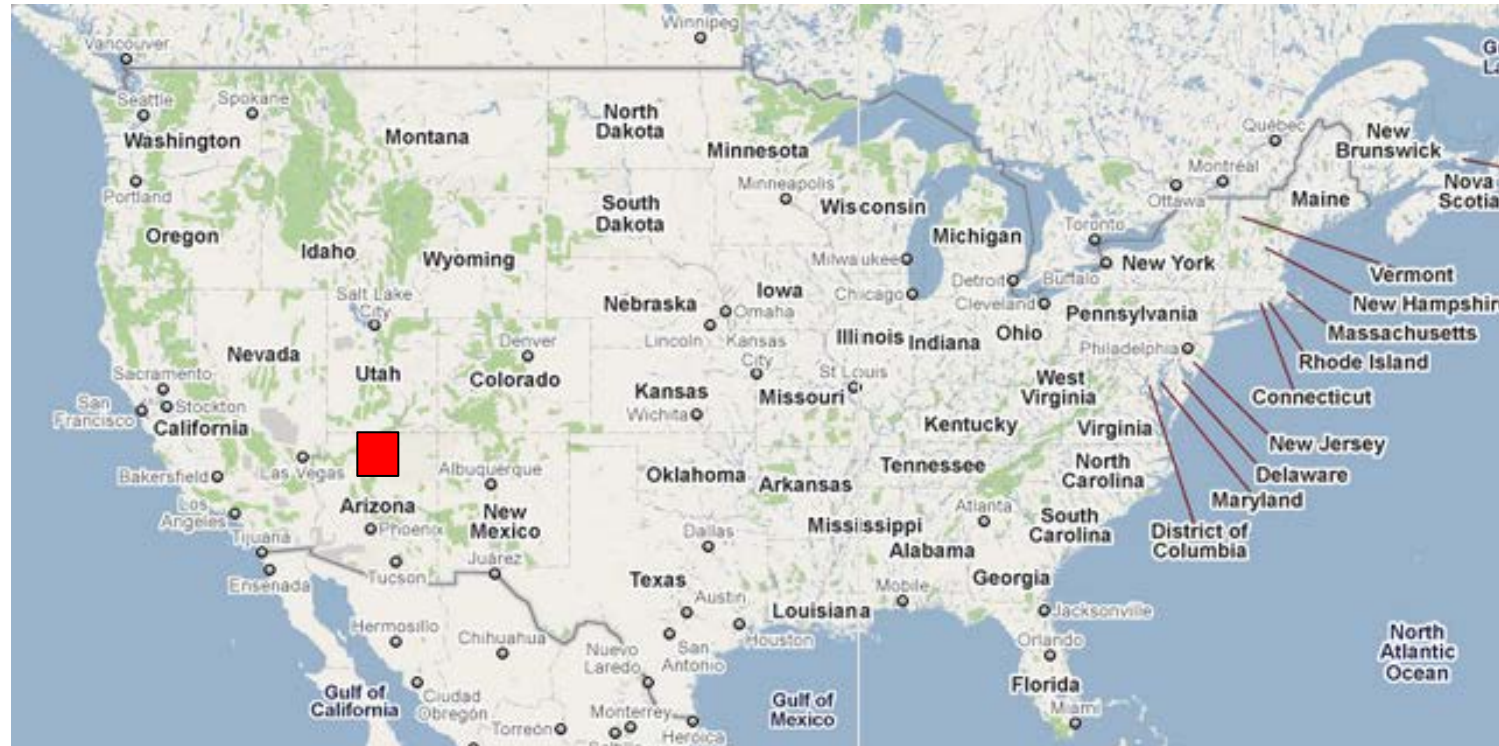 Winnipeg
Vancouver
Seattle
Spokane
Washington
Montana
North
Dakota
Minnesota
Québec
New
Brunswick
Montréal
Ottawa
Maine
Nova
Scotia
Portland
Oregon
Idaho
Wyoming
South
Dakota
Minneapolis
Wisconsin
Michigan
Toronto
New York
Vermont
New Hampshir
Massachusetts
Rhode Island
Connecticut
New Jersey
Delaware
Maryland
District of
Columbia
Milwaukee
Detroit
Buffalo
Salt Lake
City
Nebraska
Iowa
Omaha
Chicago
Cleveland
Pennsylvania
Lincoln
Kansas
City
Illinois
Indiana
Ohio
Philadelphia
Nevada
Utah
Denver
Colorado
Kansas
Wichita
Missouri
St Louis
West
Virginia
Sacramento
San
Francisco
Stockton
California
Kentucky
Virginia
Bakersfield
Las Vegas
Albuquerque
Oklahoma
Arkansas
Tennessee
North
Carolina
Los
Angeles
Arizona
Phoenix
New
Mexico
Dallas
Mississippi
Atlanta
South
Carolina
Alabama
Tijuana
Ensenada
Tucson
Juárez
Texas
Austin
Georgia
Mobile
Louisiana
Jacksonville
Hermosillo
Chihuahua
Nuevo
Laredo
San
Antonio
Houston
Orlando
North
Atlantic
Ocean
Gulf of
California
Ciudad
Obregón
Gulf of
Mexico
Florida
Miami
Torreón
Monterrey
Heroica